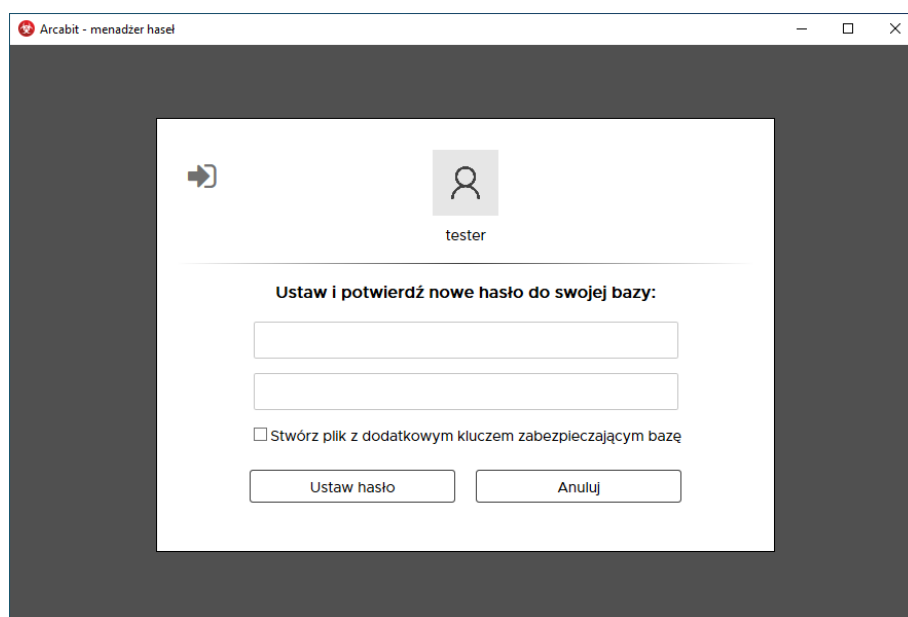 Arcabit - menadżer haseł
tester
Ustaw i potwierdź nowe hasło do swojej bazy:
Stwórz plik z dodatkowym kluczem zabezpieczającym bazę
Ustaw hasło
Anuluj